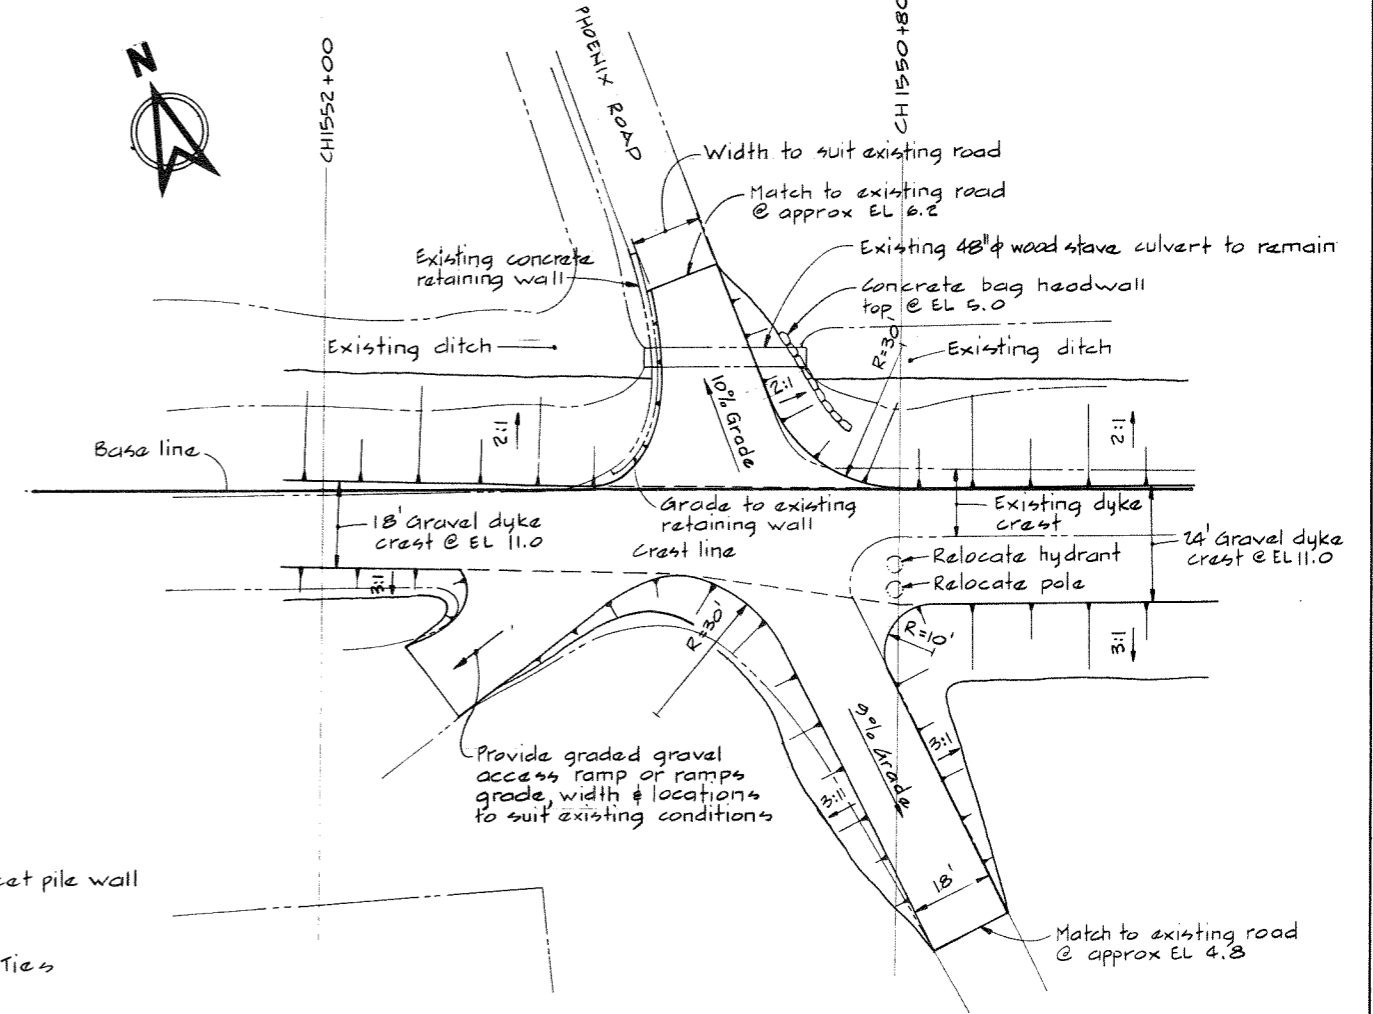 N
CH1552+00
PHOENIX ROAD
CH 1550+80
Width to suit existing road
Match to existing road
@ approx EL 6.2
Existing 48"ϕ wood stave culvert to remain
Existing concrete
retaining wall
Concrete bag headwall
top @ EL 5.0
R=30'
Existing ditch
Existing ditch
2:1
10% Grade
2:1
2:1
Base line
18' Gravel dyke
crest @ EL 11.0
Grade to existing
retaining wall
Crest line
Existing dyke
crest
24' Gravel dyke
crest @ EL 11.0
Relocate hydrant
Relocate pole
3:1
R=30'
R=10'
3:1
9% Grade
3:1
3:1
Provide graded gravel
access ramp or ramps
grade, width & locations
to suit existing conditions
18'
pile wall
Match to existing road
@ approx EL 4.8
Ties